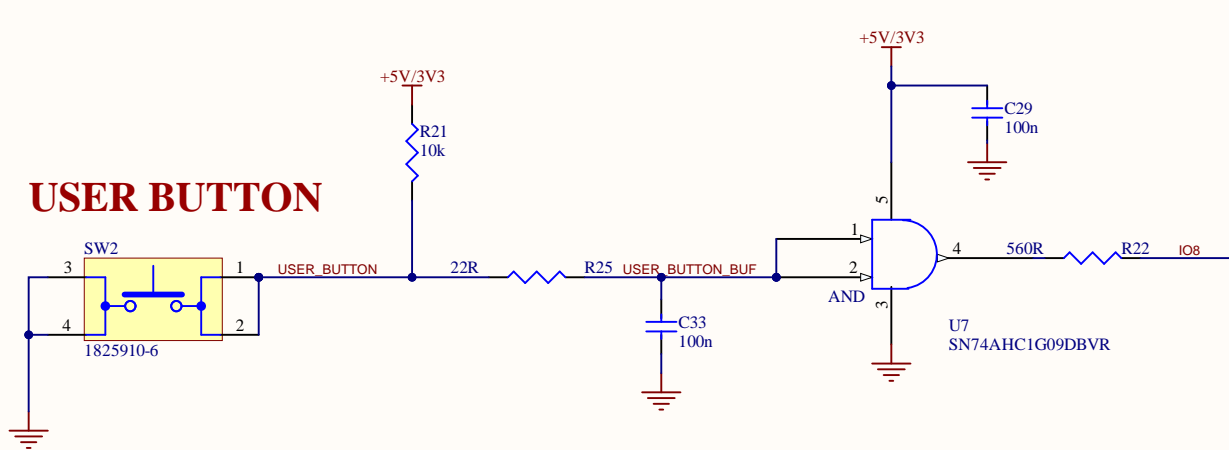 +5V/3V3
C29
100n
+5V/3V3
R21
10k
USER BUTTON
5
SW2
3
1
USER_BUTTON
22R
R25
USER_BUTTON_BUF
1
2
4
560R
R22
IO8
4
2
1825910-6
C33
100n
AND
3
U7
SN74AHC1G09DBVR